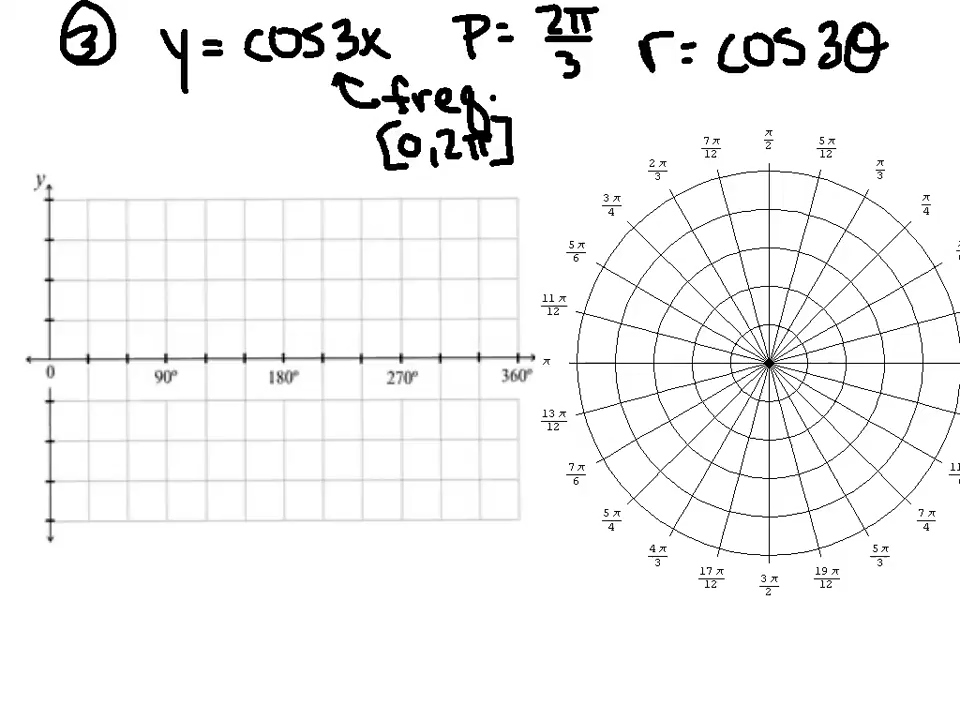 ③ y = cos3x P = 2π/3 r = cos3θ
freq.
[0,2π]
y
0 90° 180° 270° 360°
π/2
7π/12 5π/12
2π/3 π/3
3π/4 π/4
5π/6
11π/12
π
13π/12
7π/6 11
5π/4 7π/4
4π/3 5π/3
17π/12 19π/12
3π/2